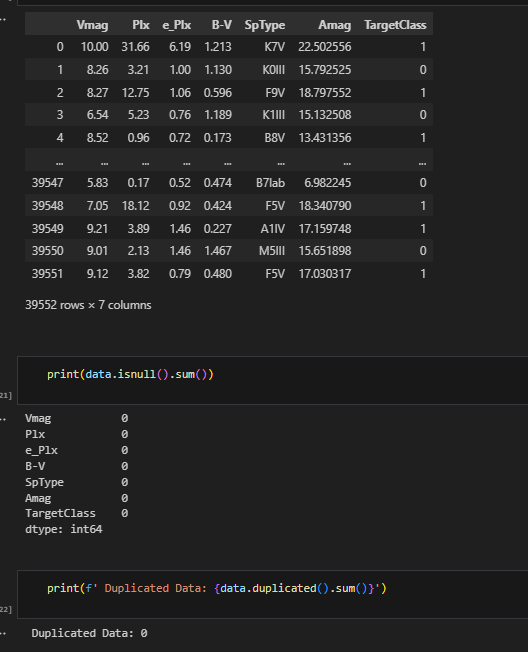 Vmag Plx e_Plx B-V SpType Amag TargetClass
0 10.00 31.66 6.19 1.213 K7V 22.502556 1
1 8.26 3.21 1.00 1.130 K0III 15.792525 0
2 8.27 12.75 1.06 0.596 F9V 18.797552 1
3 6.54 5.23 0.76 1.189 K1III 15.132508 0
4 8.52 0.96 0.72 0.173 B8V 13.431356 1
... ... ... ... ... ... ... ...
39547 5.83 0.17 0.52 0.474 B7Iab 6.982245 0
39548 7.05 18.12 0.92 0.424 F5V 18.340790 1
39549 9.21 3.89 1.46 0.227 A1IV 17.159748 1
39550 9.01 2.13 1.46 1.467 M5III 15.651898 0
39551 9.12 3.82 0.79 0.480 F5V 17.030317 1
39552 rows × 7 columns
print(data.isnull().sum())
21]
Vmag 0
Plx 0
e_Plx 0
B-V 0
SpType 0
Amag 0
TargetClass 0
dtype: int64
print(f' Duplicated Data: {data.duplicated().sum()}')
22]
Duplicated Data: 0